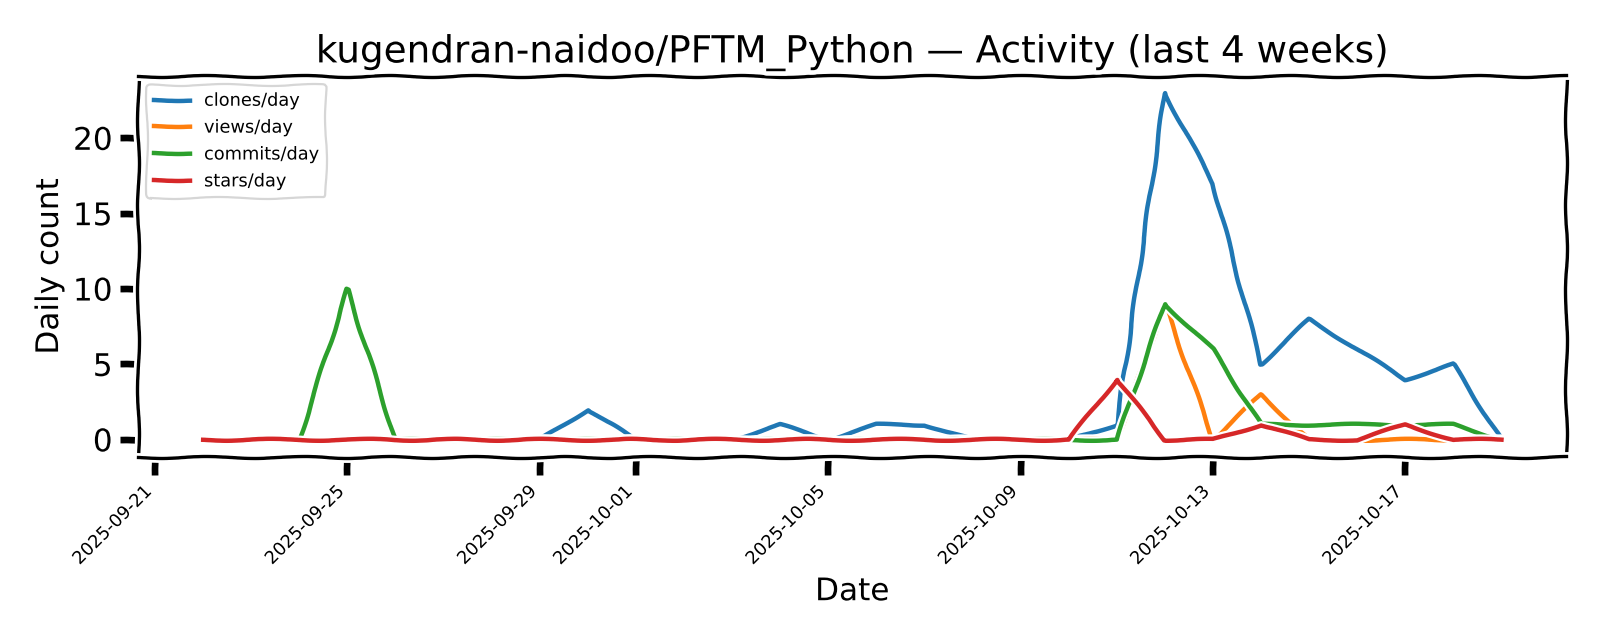 kugendran-naidoo/PFTM_Python — Activity (last 4 weeks)
clones/day
views/day
commits/day
stars/day
Daily count
20
15
10
5
0
2025-09-21
2025-09-25
2025-09-29
2025-10-01
2025-10-05
2025-10-09
2025-10-13
2025-10-17
Date